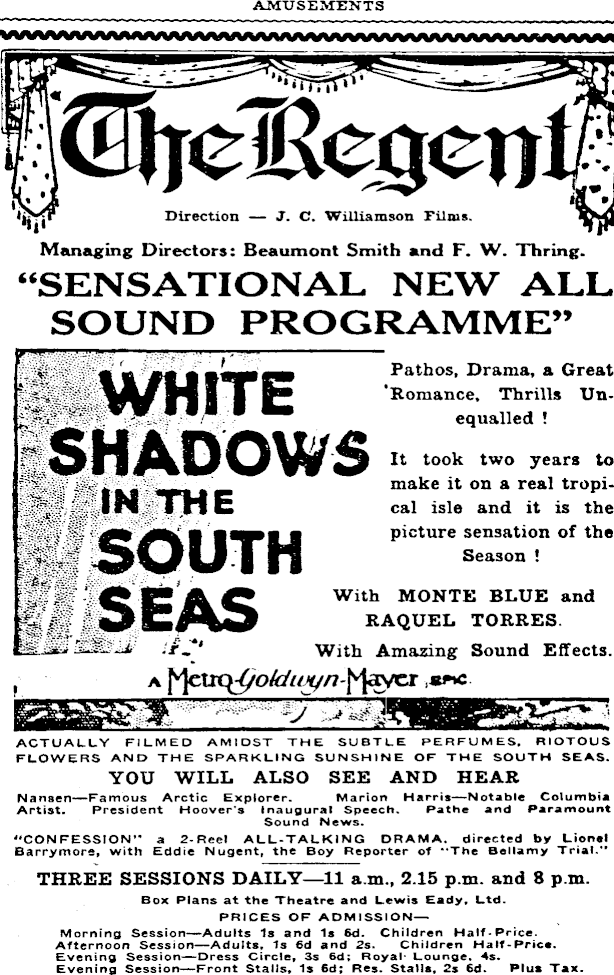 AMUSEMENTS
The Regent
Direction — J. C. Williamson Films.
Managing Directors: Beaumont Smith and F. W. Thring.
"SENSATIONAL NEW ALL
SOUND PROGRAMME"
WHITE
SHADOWS
IN THE
SOUTH
SEAS
Pathos, Drama, a Great
Romance, Thrills Un-
equalled !
It took two years to
make it on a real tropi-
cal isle and it is the
picture sensation of the
Season !
With MONTE BLUE and
RAQUEL TORRES.
With Amazing Sound Effects.
A Metro-Goldwyn-Mayer EPIC
ACTUALLY FILMED AMIDST THE SUBTLE PERFUMES, RIOTOUS
FLOWERS AND THE SPARKLING SUNSHINE OF THE SOUTH SEAS.
YOU WILL ALSO SEE AND HEAR
Nansen—Famous Arctic Explorer. Marion Harris—Notable Columbia
Artist. President Hoover's Inaugural Speech. Pathe and Paramount
Sound News.
"CONFESSION" a 2-Reel ALL-TALKING DRAMA, directed by Lionel
Barrymore, with Eddie Nugent, the Boy Reporter of "The Bellamy Trial."
THREE SESSIONS DAILY—11 a.m., 2.15 p.m. and 8 p.m.
Box Plans at the Theatre and Lewis Eady, Ltd.
PRICES OF ADMISSION—
Morning Session—Adults 1s and 1s 6d. Children Half-Price.
Afternoon Session—Adults, 1s 6d and 2s. Children Half-Price.
Evening Session—Dress Circle, 3s 6d; Royal Lounge, 4s.
Evening Session—Front Stalls, 1s 6d; Res. Stalls, 2s 6d. Plus Tax.